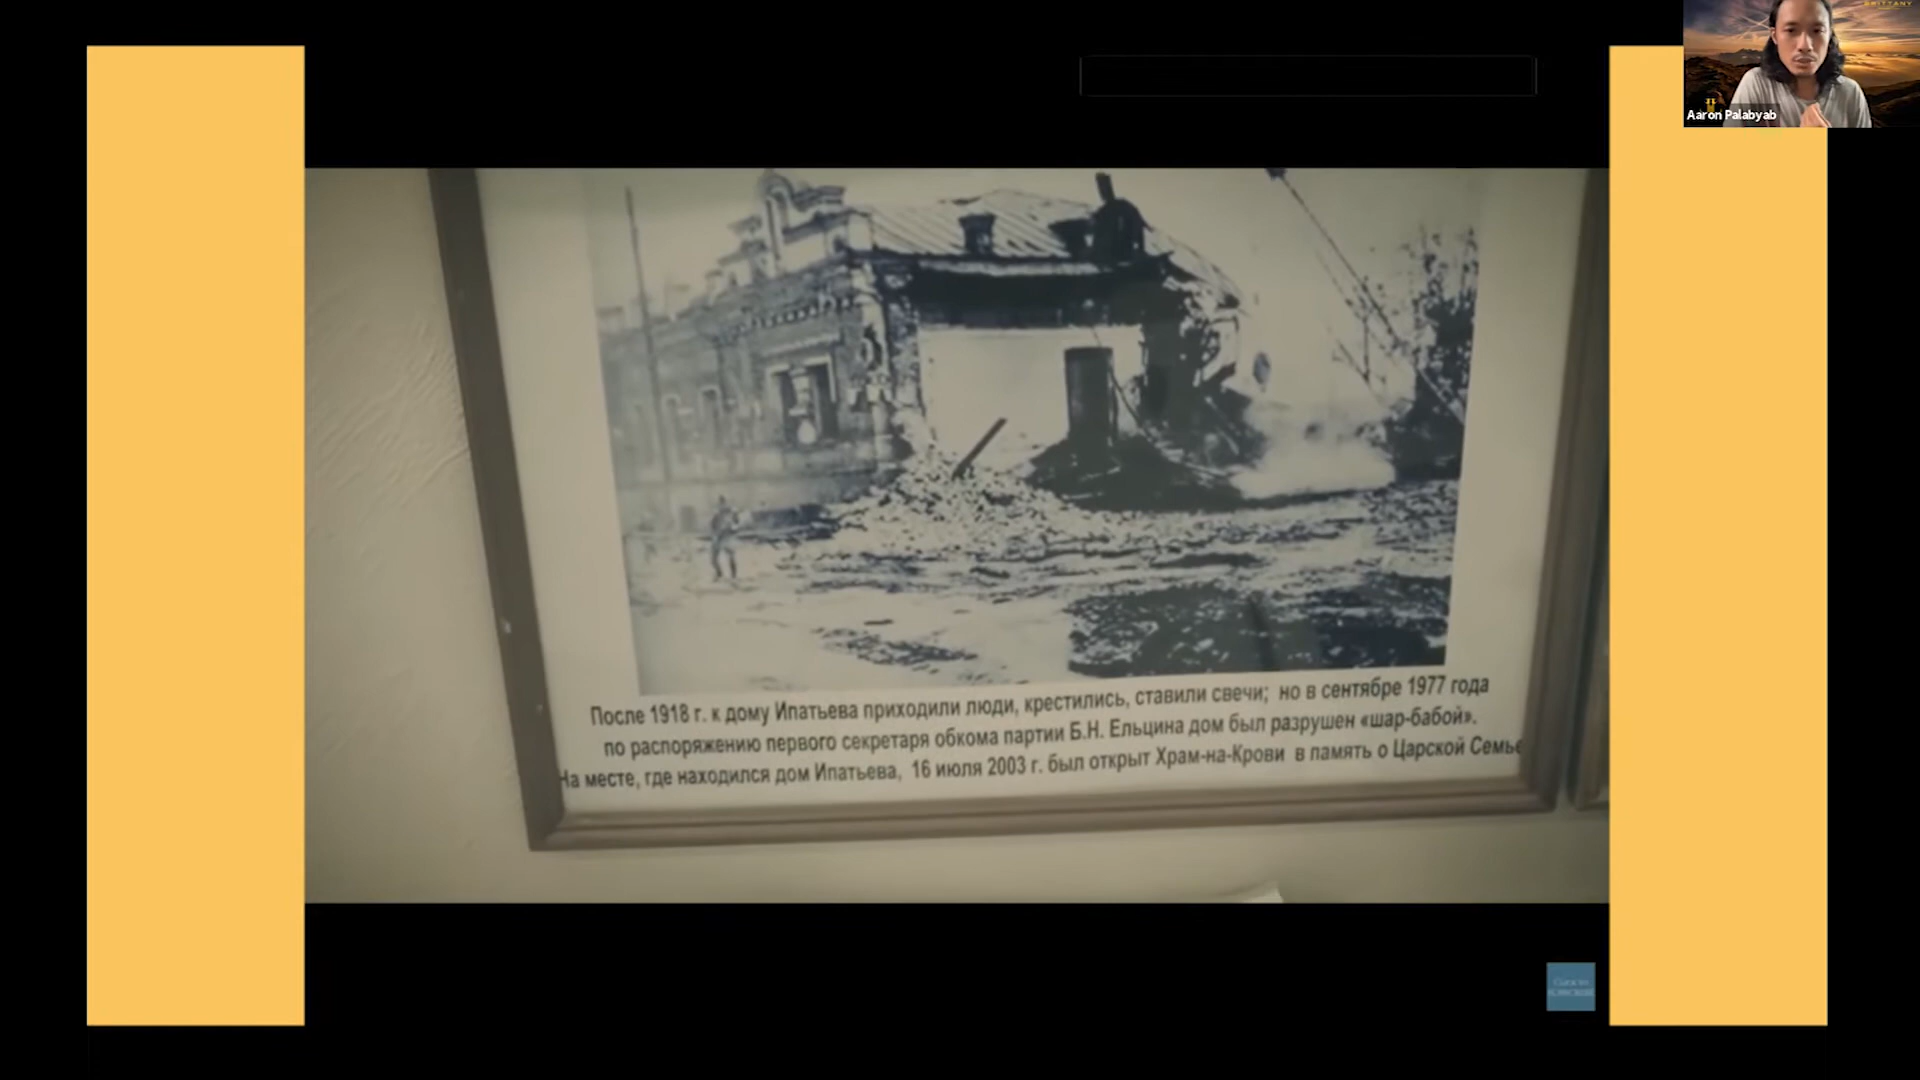 BRITTANY
Aaron Palabyab
После 1918 г. к дому Ипатьева приходили люди, крестились, ставили свечи; но в сентябре 1977 года
по распоряжению первого секретаря обкома партии Б.Н. Ельцина дом был разрушен «шар-бабой».
На месте, где находился дом Ипатьева, 16 июля 2003 г. был открыт Храм-на-Крови в память о Царской Семье